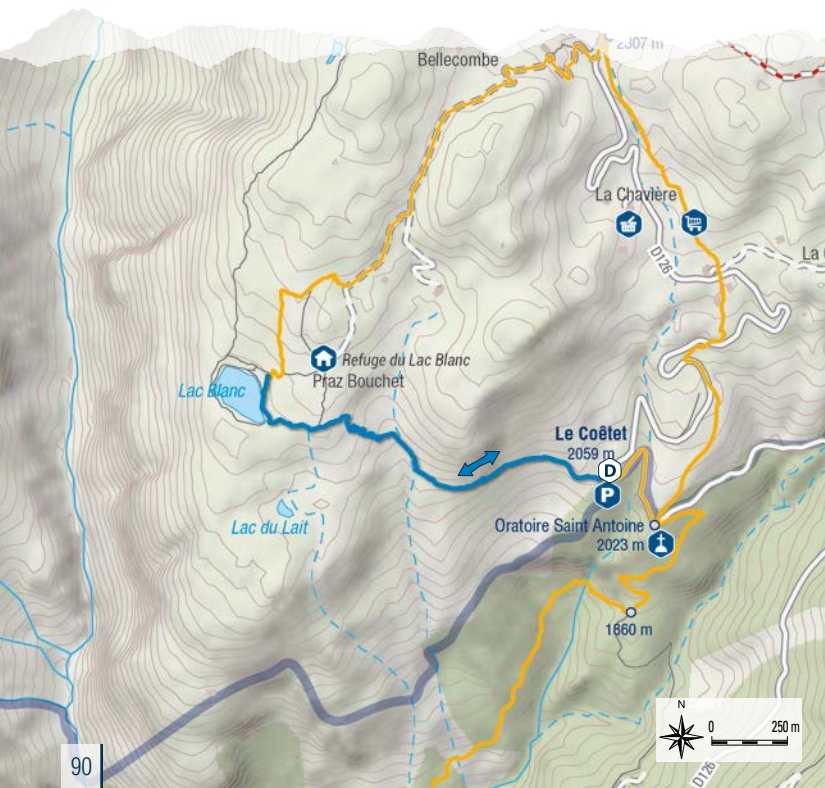 2307 m
Bellecombe
La Chavière
D126
La
Refuge du Lac Blanc
Praz Bouchet
Lac Blanc
Le Coêtet
2059 m
D
P
Oratoire Saint Antoine
2023 m
Lac du Lait
1860 m
N
0 250 m
D126
90